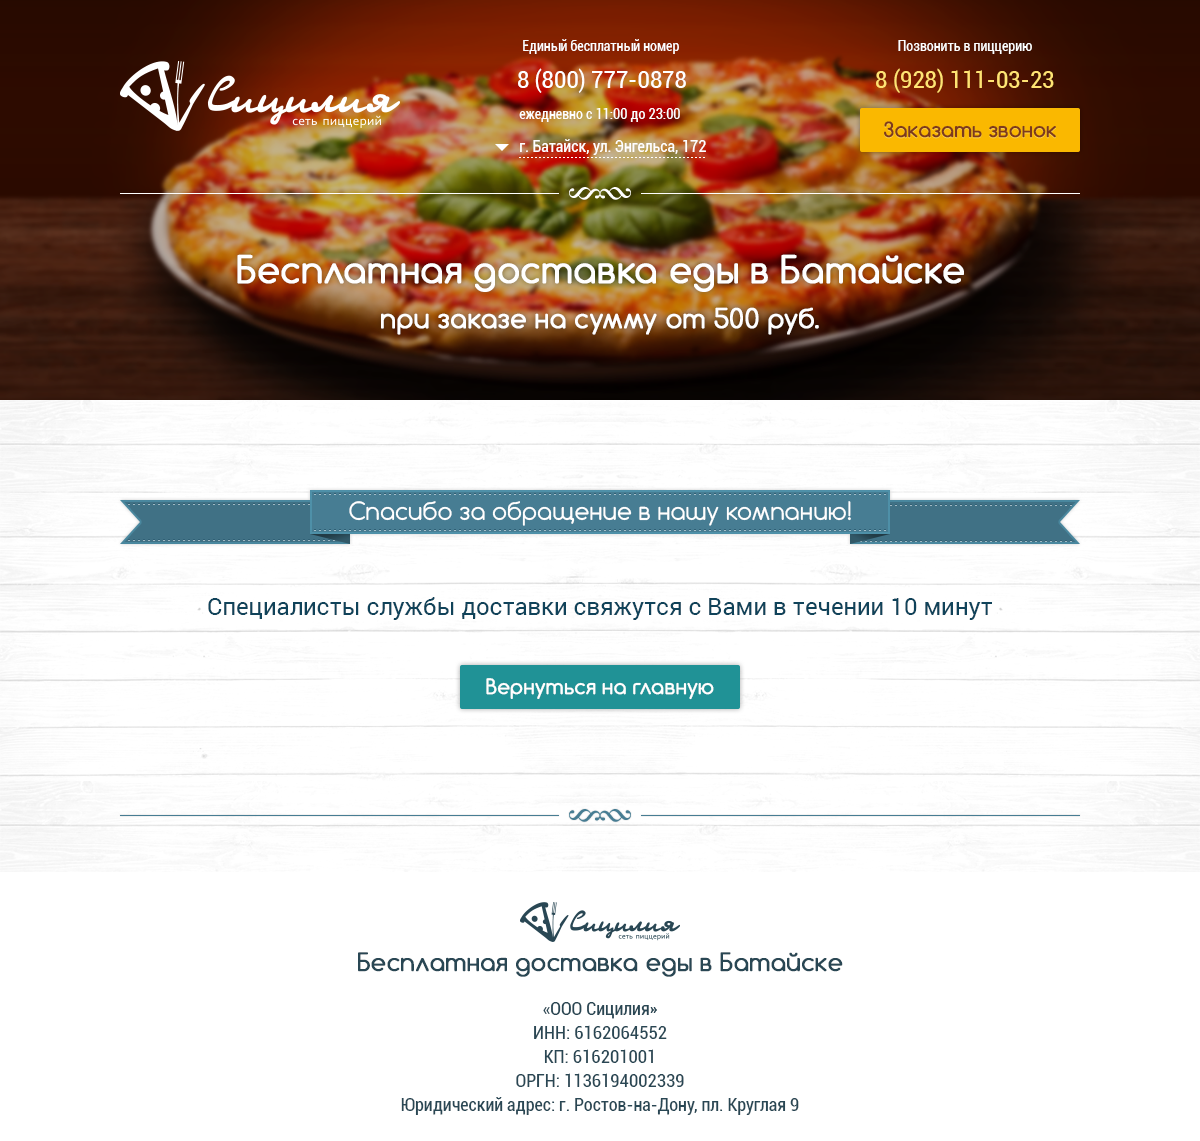 Сицилия
сеть пиццерий
Единый бесплатный номер
8 (800) 777-0878
ежедневно с 11:00 до 23:00
г. Батайск, ул. Энгельса, 172
Позвонить в пиццерию
8 (928) 111-03-23
Заказать звонок
Бесплатная доставка еды в Батайске
при заказе на сумму от 500 руб.
Спасибо за обращение в нашу компанию!
Специалисты службы доставки свяжутся с Вами в течении 10 минут
Вернуться на главную
Сицилия
сеть пиццерий
Бесплатная доставка еды в Батайске
«ООО Сицилия»
ИНН: 6162064552
КП: 616201001
ОРГН: 1136194002339
Юридический адрес: г. Ростов-на-Дону, пл. Круглая 9